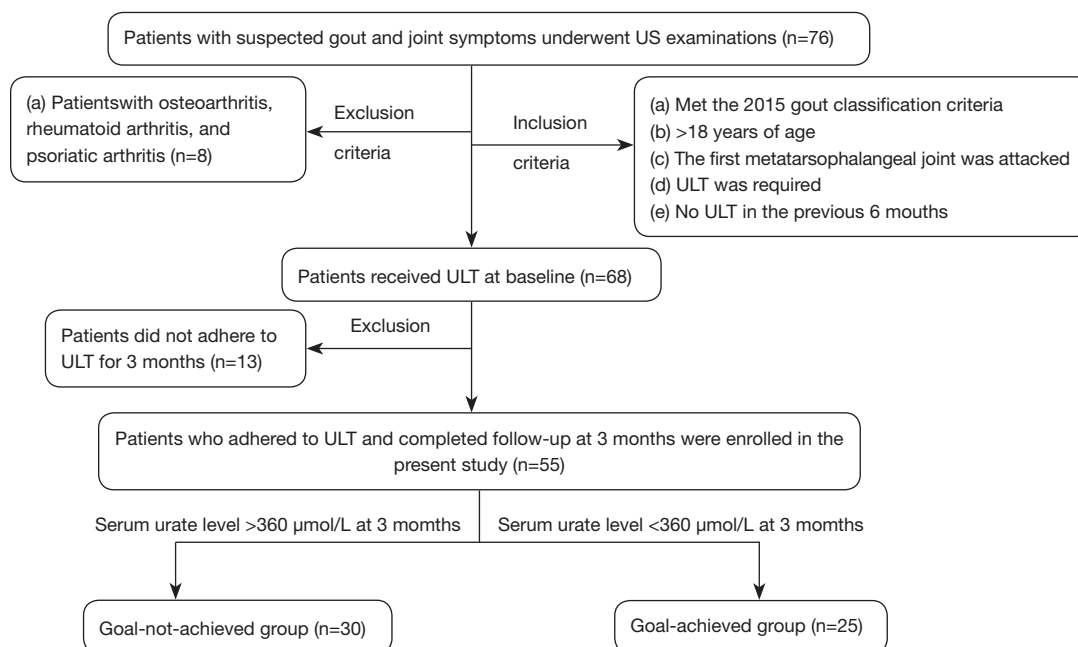 Patients with suspected gout and joint symptoms underwent US examinations (n=76)
(a) Patientswith osteoarthritis,
rheumatoid arthritis, and
psoriatic arthritis (n=8)
Exclusion
criteria
Inclusion
criteria
(a) Met the 2015 gout classification criteria
(b) >18 years of age
(c) The first metatarsophalangeal joint was attacked
(d) ULT was required
(e) No ULT in the previous 6 mouths
Patients received ULT at baseline (n=68)
Patients did not adhere to
ULT for 3 months (n=13)
Exclusion
Patients who adhered to ULT and completed follow-up at 3 months were enrolled in the
present study (n=55)
Serum urate level >360 µmol/L at 3 momths
Serum urate level <360 µmol/L at 3 momths
Goal-not-achieved group (n=30)
Goal-achieved group (n=25)